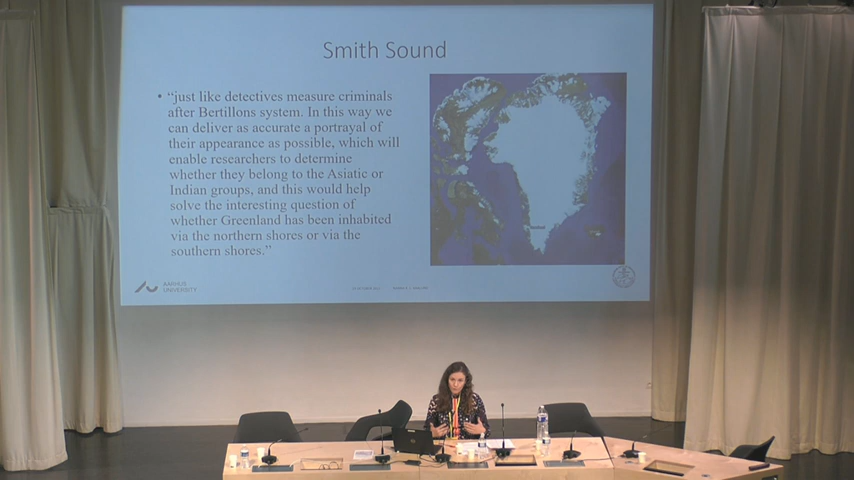 Smith Sound
• “just like detectives measure criminals
after Bertillons system. In this way we
can deliver as accurate a portrayal of
their appearance as possible, which will
enable researchers to determine
whether they belong to the Asiatic or
Indian groups, and this would help
solve the interesting question of
whether Greenland has been inhabited
via the northern shores or via the
southern shores.”
AARHUS
UNIVERSITY